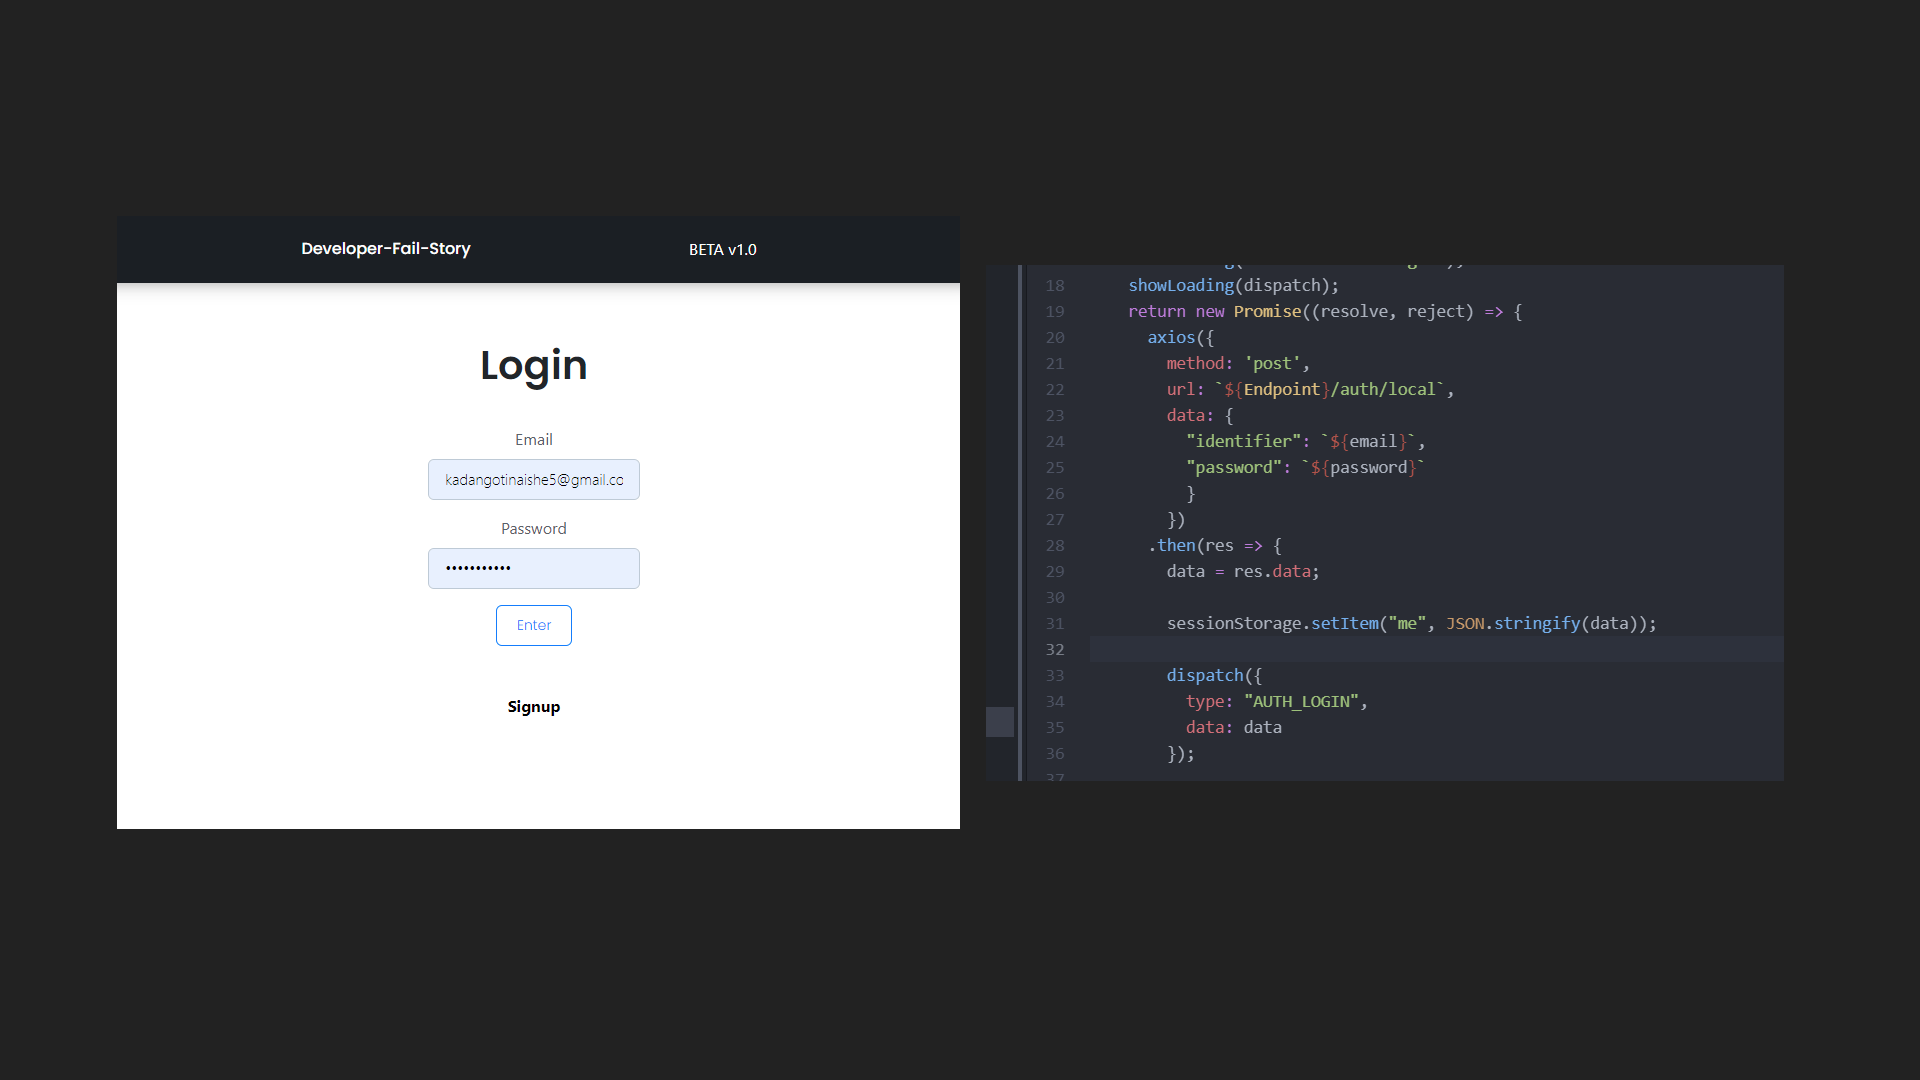 Developer-Fail-Story
BETA v1.0
Login
Email
kadangotinaishe5@gmail.co
Password
•••••••••••
Enter
Signup
18 showLoading(dispatch);
19 return new Promise((resolve, reject) => {
20 axios({
21 method: 'post',
22 url: `${Endpoint}/auth/local`,
23 data: {
24 "identifier": `${email}`,
25 "password": `${password}`
26 }
27 })
28 .then(res => {
29 data = res.data;
30
31 sessionStorage.setItem("me", JSON.stringify(data));
32
33 dispatch({
34 type: "AUTH_LOGIN",
35 data: data
36 });
37